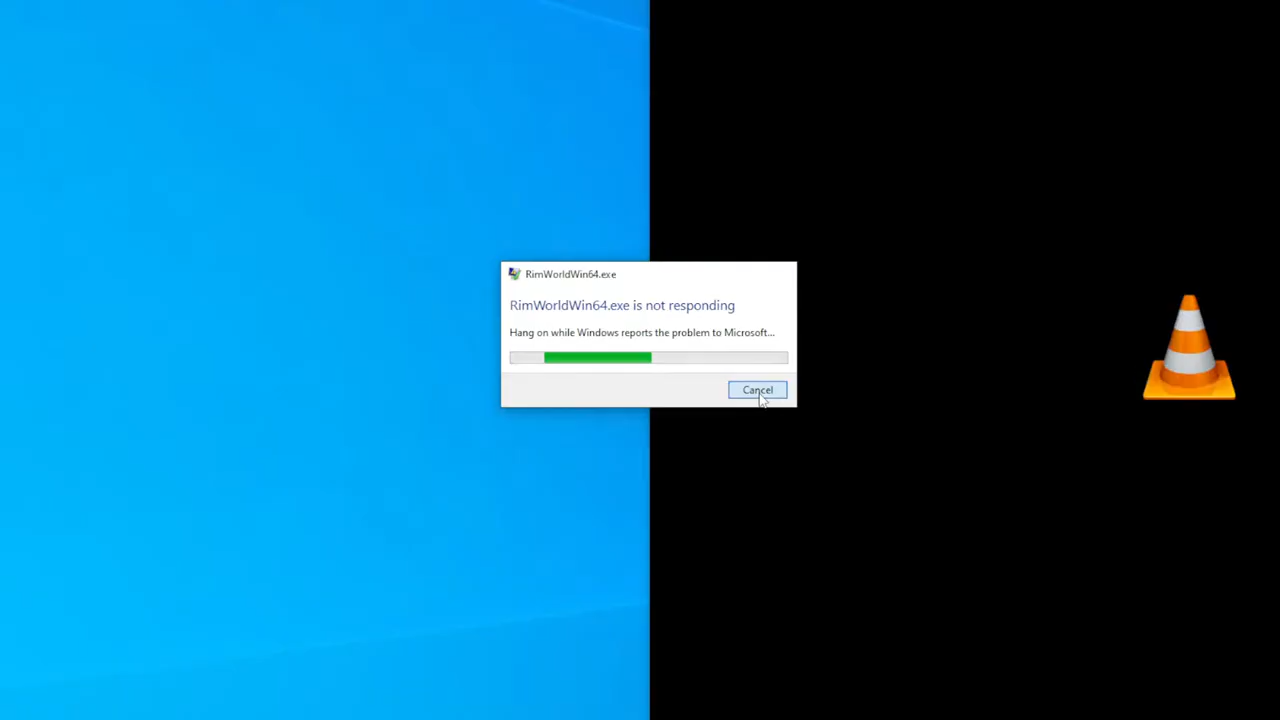 RimWorldWin64.exe
RimWorldWin64.exe is not responding
Hang on while Windows reports the problem to Microsoft...
Cancel